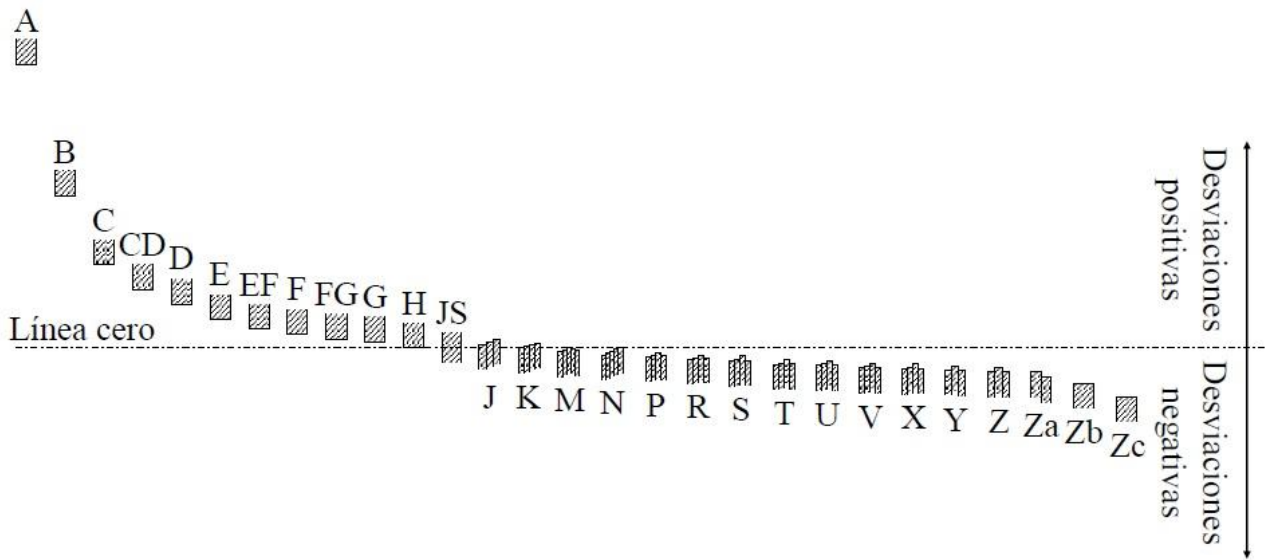 A
B
C
CD
D
E
EF
F
FG
G
H
JS
Línea cero
J
K
M
N
P
R
S
T
U
V
X
Y
Z
Za
Zb
Zc
Desviaciones
positivas
Desviaciones
negativas